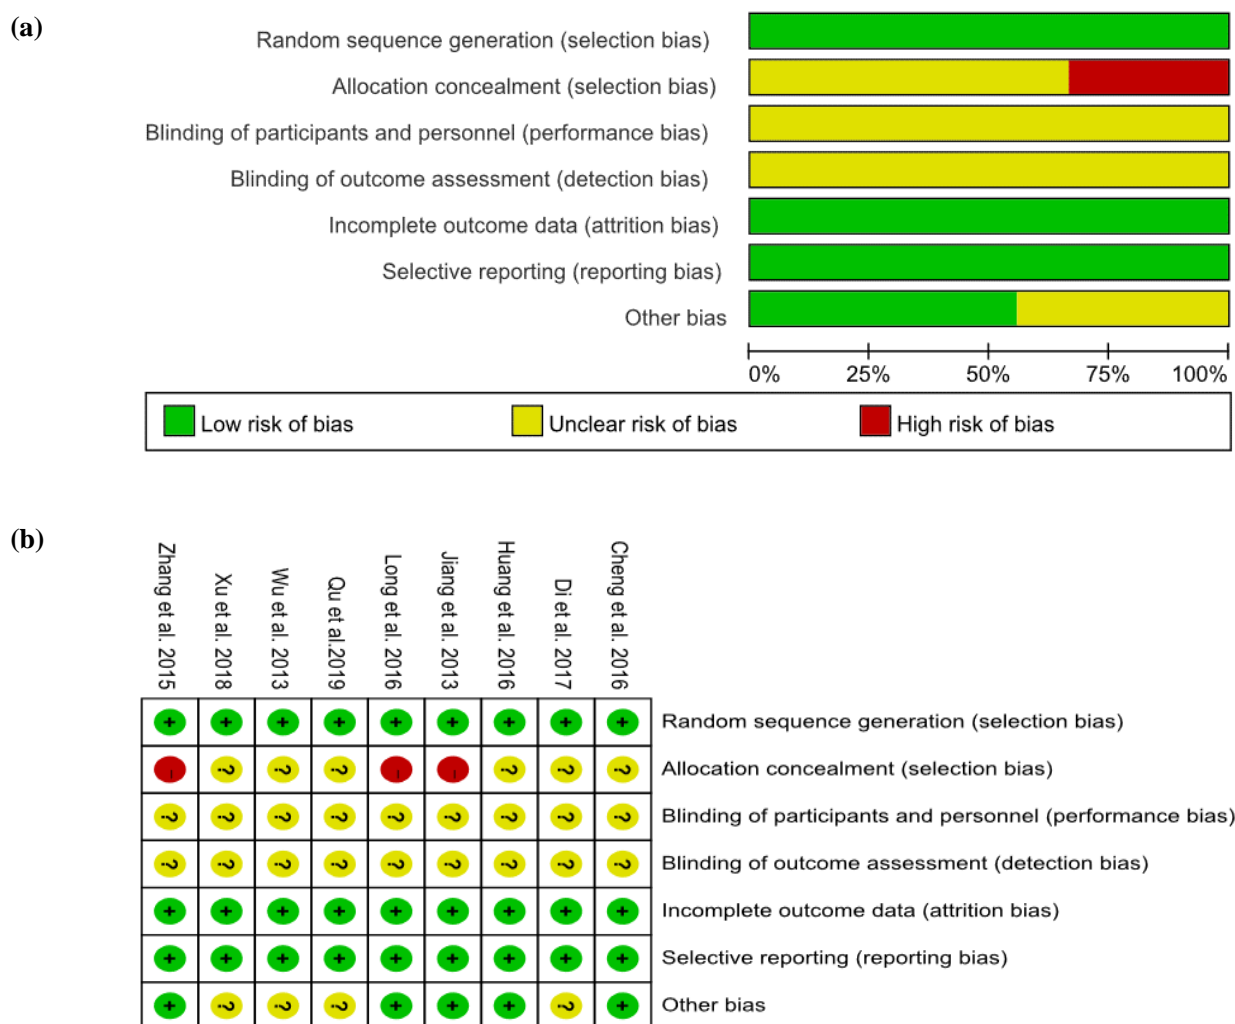 (a)
Random sequence generation (selection bias)
Allocation concealment (selection bias)
Blinding of participants and personnel (performance bias)
Blinding of outcome assessment (detection bias)
Incomplete outcome data (attrition bias)
Selective reporting (reporting bias)
Other bias
0% 25% 50% 75% 100%
Low risk of bias Unclear risk of bias High risk of bias
(b)
Zhang et al. 2015
Xu et al. 2018
Wu et al. 2013
Qu et al.2019
Long et al. 2016
Jiang et al. 2013
Huang et al. 2016
Di et al. 2017
Cheng et al. 2016
+ + + + + + + + + Random sequence generation (selection bias)
- ? ? ? - - ? ? ? Allocation concealment (selection bias)
? ? ? ? ? ? ? ? ? Blinding of participants and personnel (performance bias)
? ? ? ? ? ? ? ? ? Blinding of outcome assessment (detection bias)
+ + + + + + + + + Incomplete outcome data (attrition bias)
+ + + + + + + + + Selective reporting (reporting bias)
+ ? ? ? + + + ? + Other bias